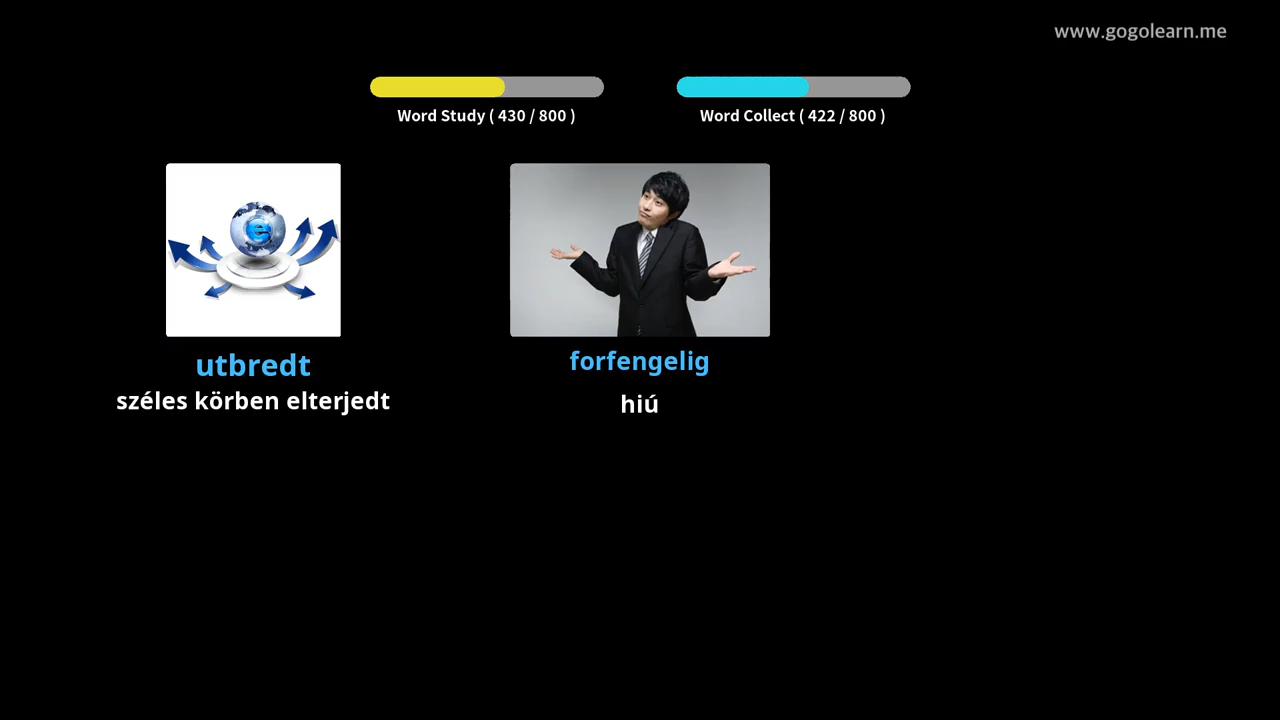 www.gogolearn.me
Word Study ( 430 / 800 )
Word Collect ( 422 / 800 )
e
utbredt
széles körben elterjedt
forfengelig
hiú